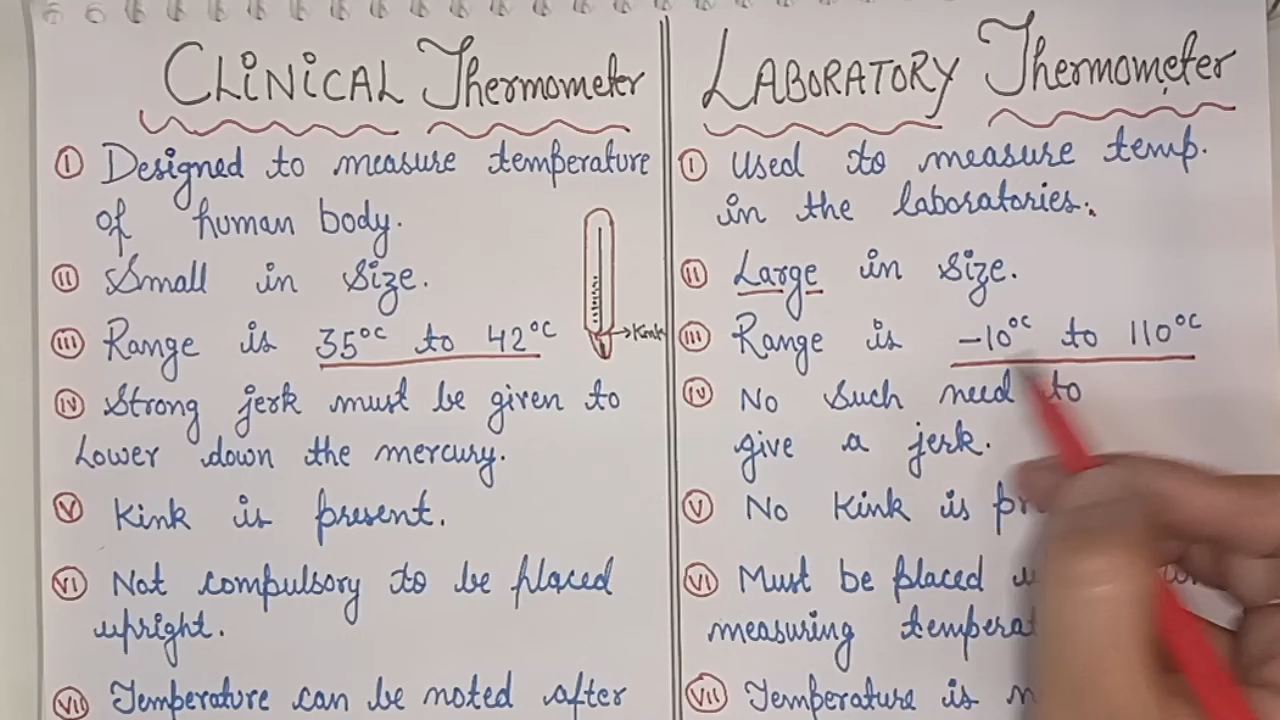 CLINICAL Thermometer
I Designed to measure temperature
of human body.
II Small in size.
III Range is 35°C to 42°C
Kink
IV Strong jerk must be given to
Lower down the mercury.
V Kink is present.
VI Not compulsory to be placed
upright.
VII Temperature can be noted after
LABORATORY Thermometer
I Used to measure temp.
in the laboratories.
II Large in size.
III Range is -10°C to 110°C
IV No Such need to
give a jerk.
V No Kink is
VI Must be placed
measuring
VII Temperature is